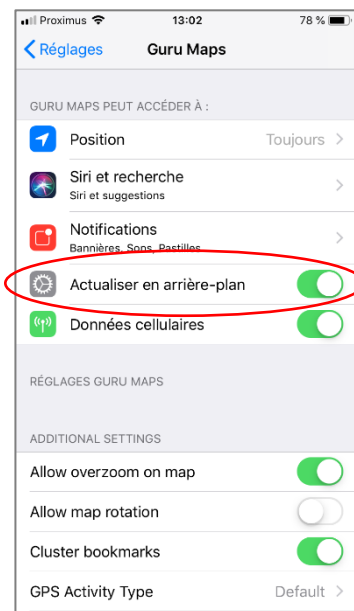 Proximus 13:02 78 %
Réglages Guru Maps
GURU MAPS PEUT ACCÉDER À :
Position Toujours
Siri et recherche
Siri et suggestions
Notifications
Bannières, Sons, Pastilles
Actualiser en arrière-plan
Données cellulaires
RÉGLAGES GURU MAPS
ADDITIONAL SETTINGS
Allow overzoom on map
Allow map rotation
Cluster bookmarks
GPS Activity Type Default